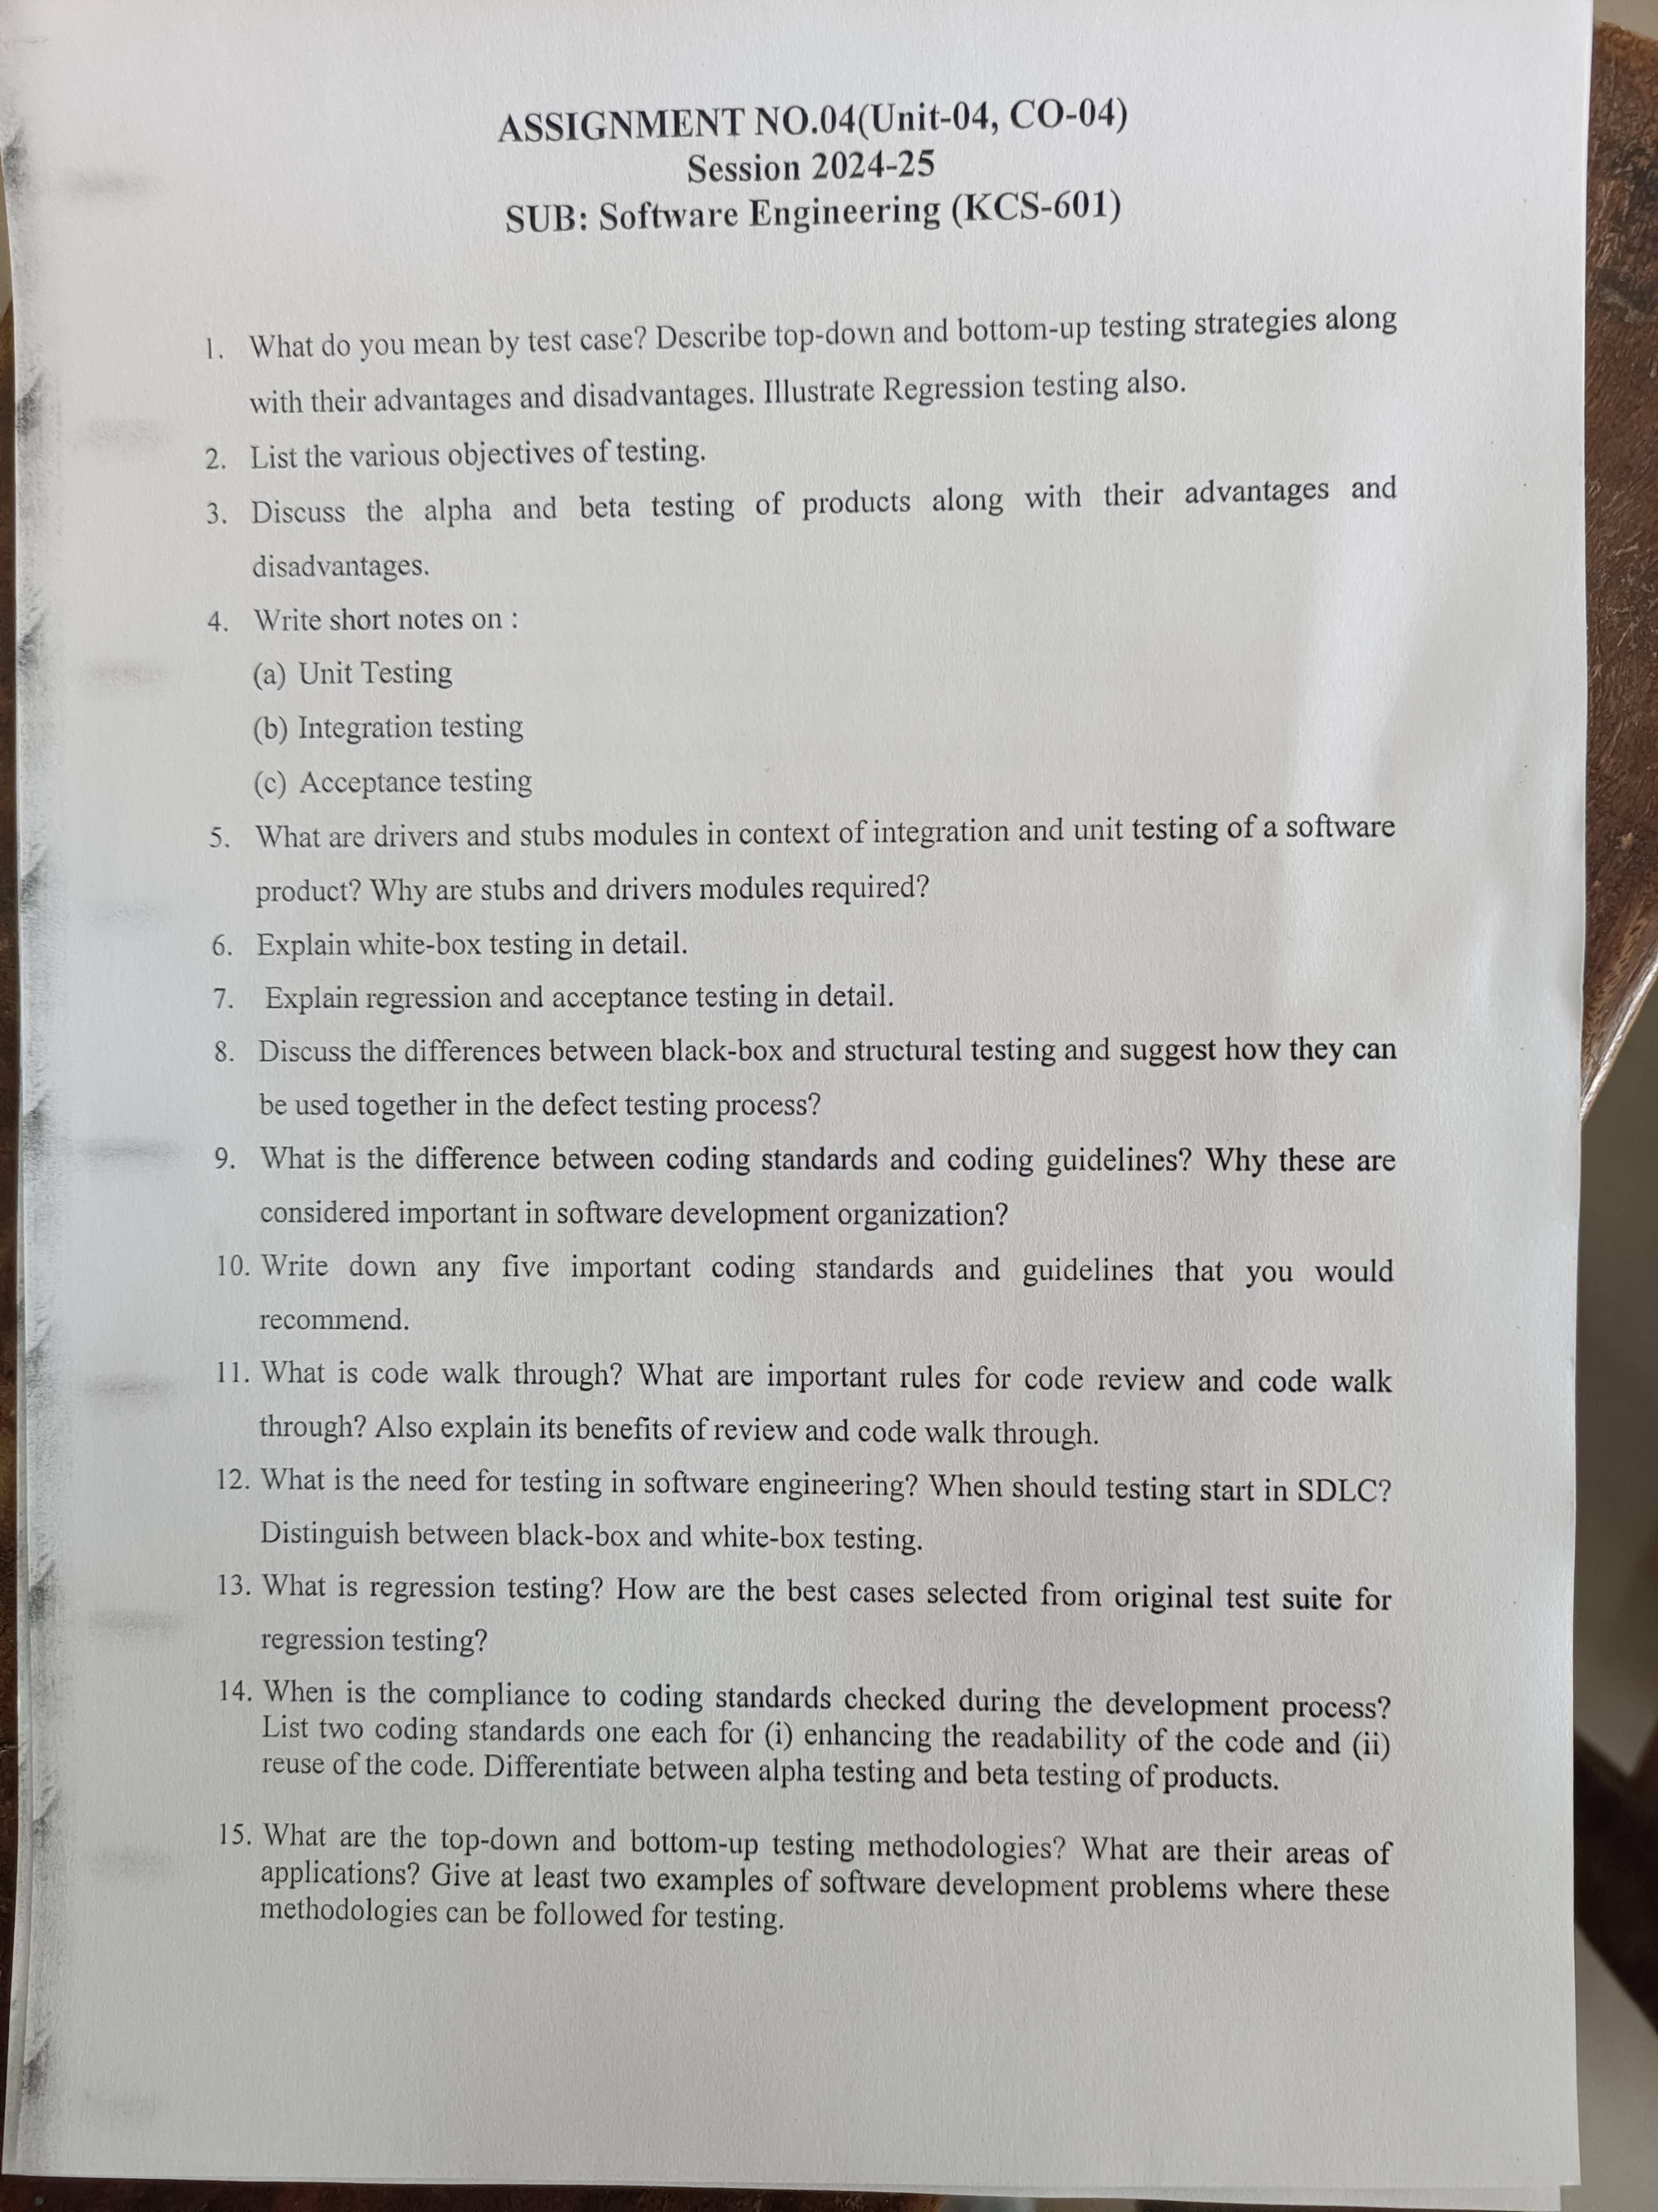 ASSIGNMENT NO.04(Unit-04, CO-04)
Session 2024-25
SUB: Software Engineering (KCS-601)
1. What do you mean by test case? Describe top-down and bottom-up testing strategies along
with their advantages and disadvantages. Illustrate Regression testing also.
2. List the various objectives of testing.
3. Discuss the alpha and beta testing of products along with their advantages and
disadvantages.
4. Write short notes on :
(a) Unit Testing
(b) Integration testing
(c) Acceptance testing
5. What are drivers and stubs modules in context of integration and unit testing of a software
product? Why are stubs and drivers modules required?
6. Explain white-box testing in detail.
7. Explain regression and acceptance testing in detail.
8. Discuss the differences between black-box and structural testing and suggest how they can
be used together in the defect testing process?
9. What is the difference between coding standards and coding guidelines? Why these are
considered important in software development organization?
10. Write down any five important coding standards and guidelines that you would
recommend.
11. What is code walk through? What are important rules for code review and code walk
through? Also explain its benefits of review and code walk through.
12. What is the need for testing in software engineering? When should testing start in SDLC?
Distinguish between black-box and white-box testing.
13. What is regression testing? How are the best cases selected from original test suite for
regression testing?
14. When is the compliance to coding standards checked during the development process?
List two coding standards one each for (i) enhancing the readability of the code and (ii)
reuse of the code. Differentiate between alpha testing and beta testing of products.
15. What are the top-down and bottom-up testing methodologies? What are their areas of
applications? Give at least two examples of software development problems where these
methodologies can be followed for testing.